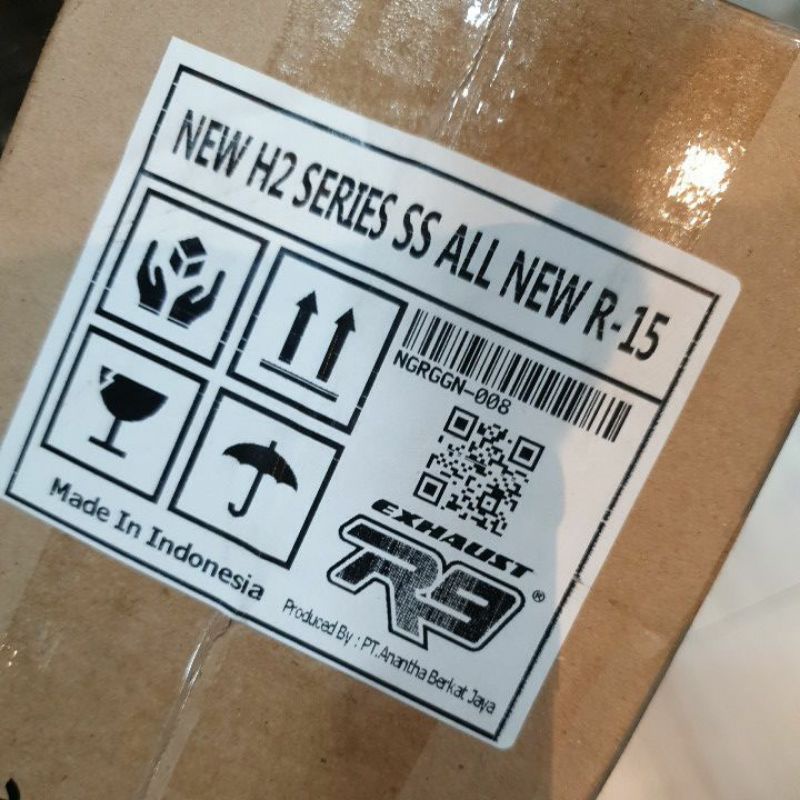 NEW H2 SERIES SS ALL NEW R-15
NGRGGN-008
EXHAUST
R9®
Made In Indonesia
Produced By : PT.Anantha Berkat Jaya